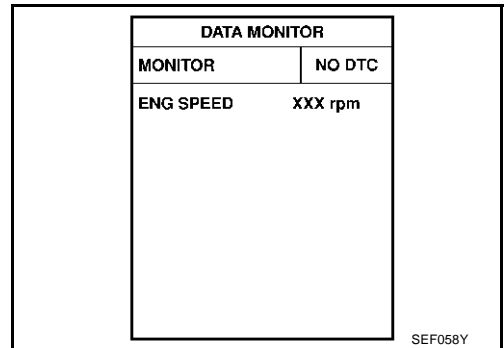 DATA MONITOR
MONITOR NO DTC
ENG SPEED XXX rpm
SEF058Y